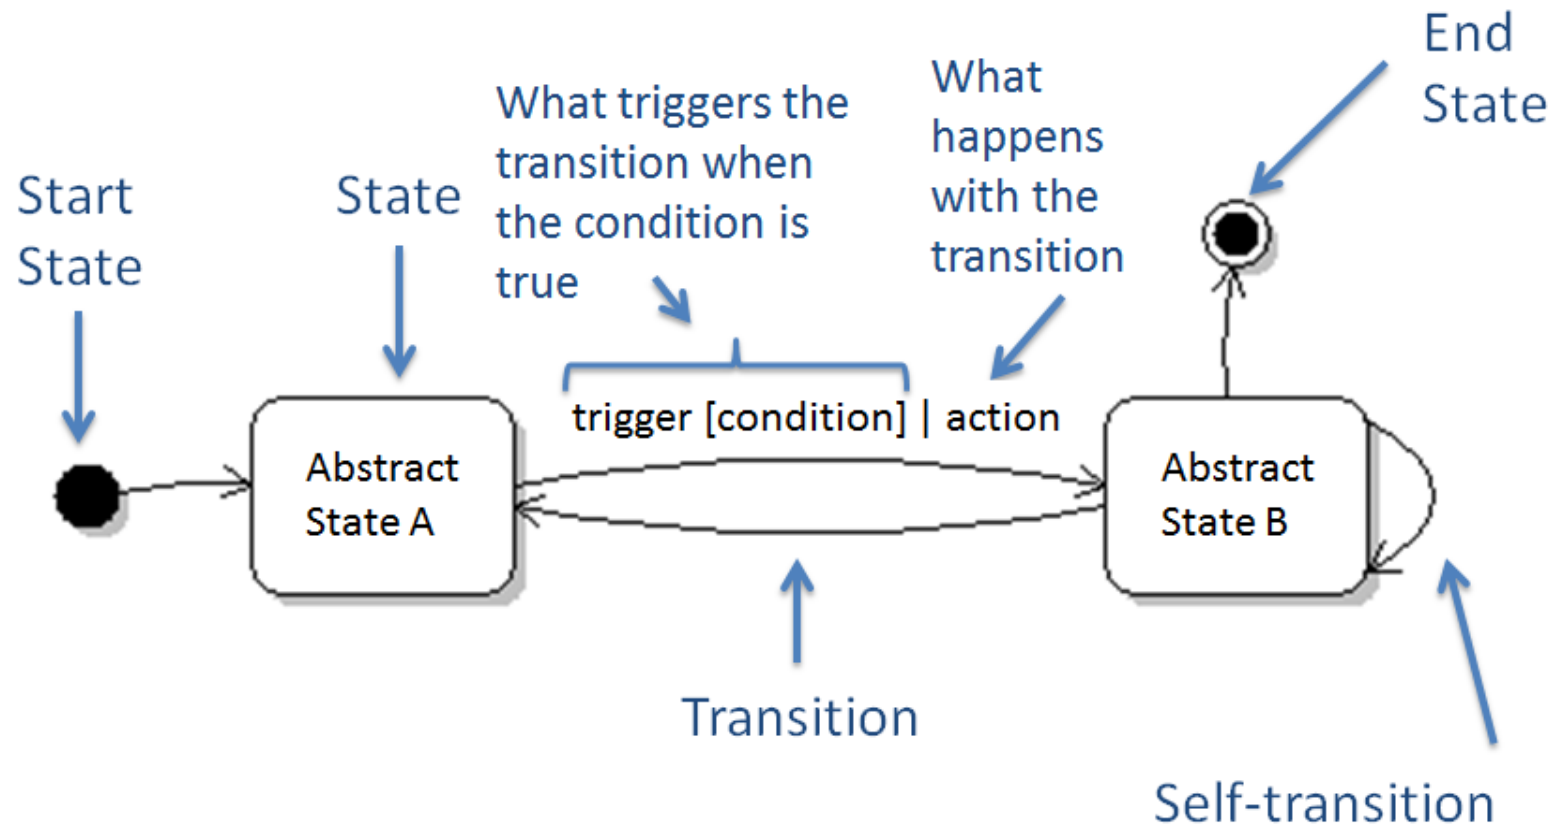 Start
State
State
What triggers the
transition when
the condition is
true
What
happens
with the
transition
End
State
trigger [condition] | action
Abstract
State A
Abstract
State B
Transition
Self-transition